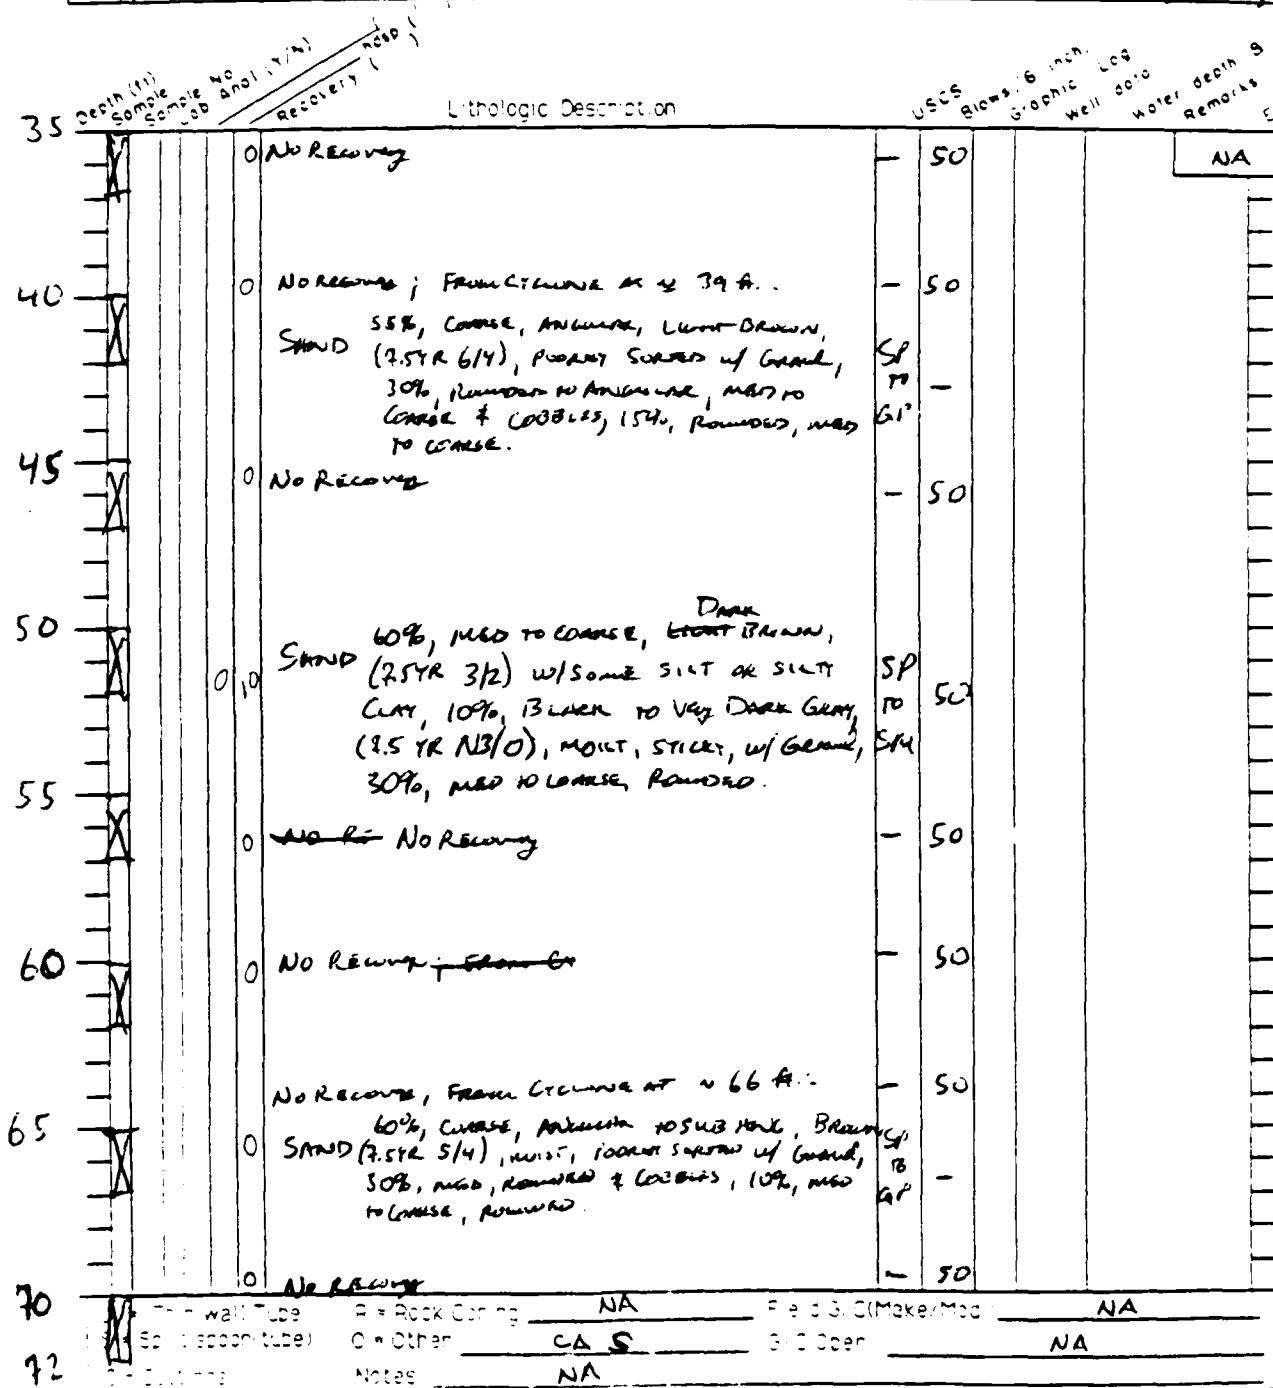 Depth (ft)
Sample
Sample No
Lab Anal (Y/N)
Recovery (
)
Lithologic Description
USCS
Blows/6 inch.
Graphic Log
Well data
Water depth
Remarks
35
0 No Recovery - 50 NA
40
0 No Recovery ; From Cyclone at ~ 39 ft..
- 50
55%, Coarse, Angular, Light Brown,
SAND (7.5YR 6/4), Poorly Sorted w/ Gravel, SP
30%, Rounded to Angular, Med to TO -
Coarse & Cobbles, 15%, Rounded, Med GP
to Coarse.
45
0 No Recovery - 50
50
Dark
60%, Med to Coarse, Light Brown,
SAND (7.5YR 3/2) w/ Some Silt or Silty SP
Clay, 10%, Black to Very Dark Gray, TO 50
(7.5 YR N3/0), Moist, Sticky, w/ Gravel, SM
30%, Med to Coarse, Rounded.
55
0 No Re No Recovery - 50
60
0 No Recovery ; From Cy - 50
No Recovery, From Cyclone at ~ 66 ft.. - 50
65
60%, Coarse, Angular to Sub Ang, Brown SP
0 SAND (7.5YR 5/4), Moist, Poorly Sorted w/ Gravel, TO
30%, Med, Rounded & Cobbles, 10%, Med GP -
to Coarse, Rounded.
0 No Recovery - 50
70
Thin Wall Tube R = Rock Coring NA Field GC(Make/Mod NA
Split spoon(tube) O = Other CA S GC Oper NA
72
Notes NA